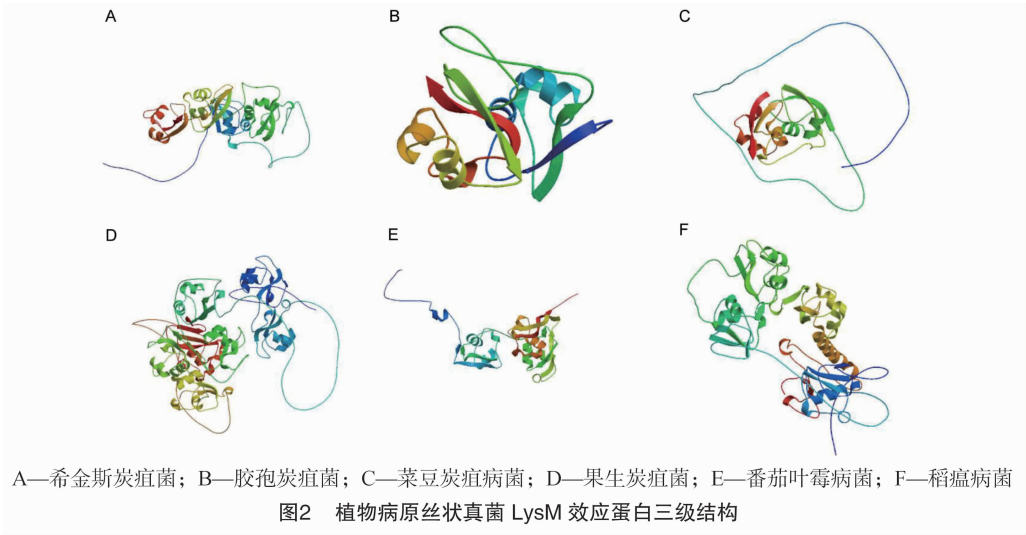 A
B
C
D
E
F
A—希金斯炭疽菌；B—胶孢炭疽菌；C—菜豆炭疽病菌；D—果生炭疽菌；E—番茄叶霉病菌；F—稻瘟病菌
图2 植物病原丝状真菌 LysM 效应蛋白三级结构